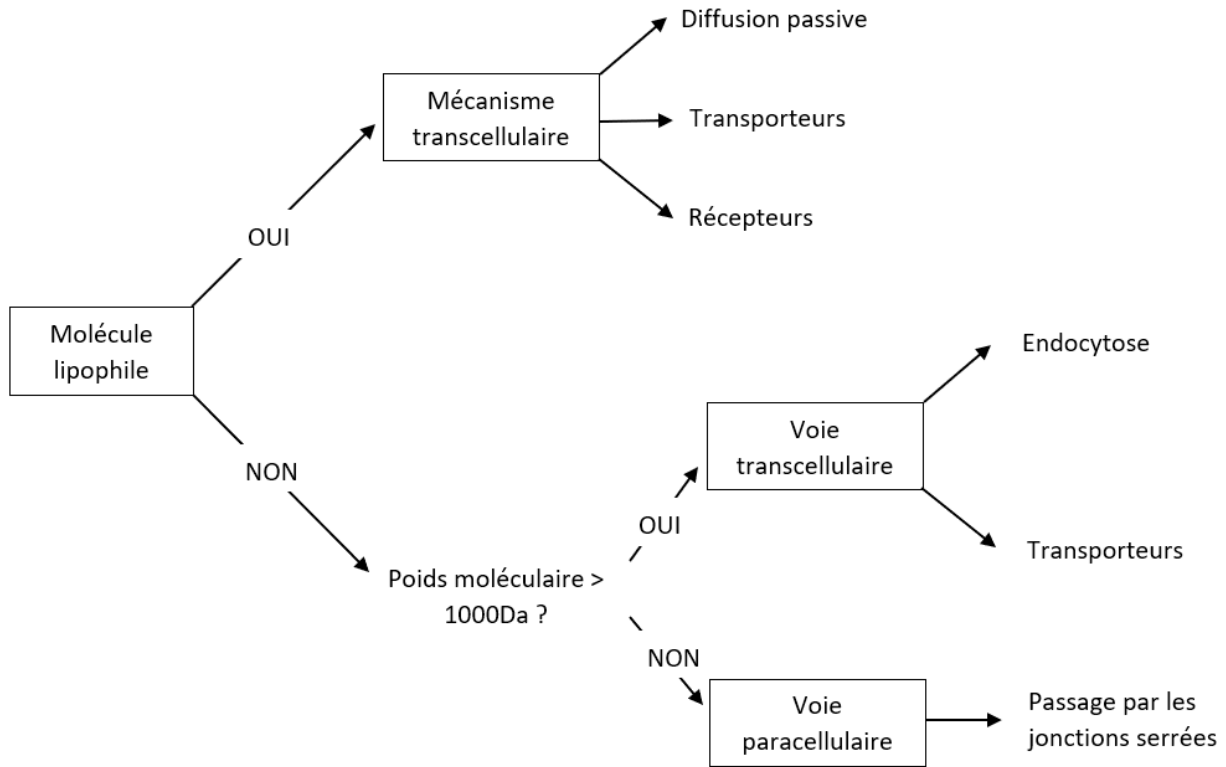 Diffusion passive
Mécanisme
transcellulaire
Transporteurs
Récepteurs
OUI
Molécule
lipophile
NON
Endocytose
Voie
transcellulaire
OUI
Transporteurs
Poids moléculaire >
1000Da ?
NON
Voie
paracellulaire
Passage par les
jonctions serrées